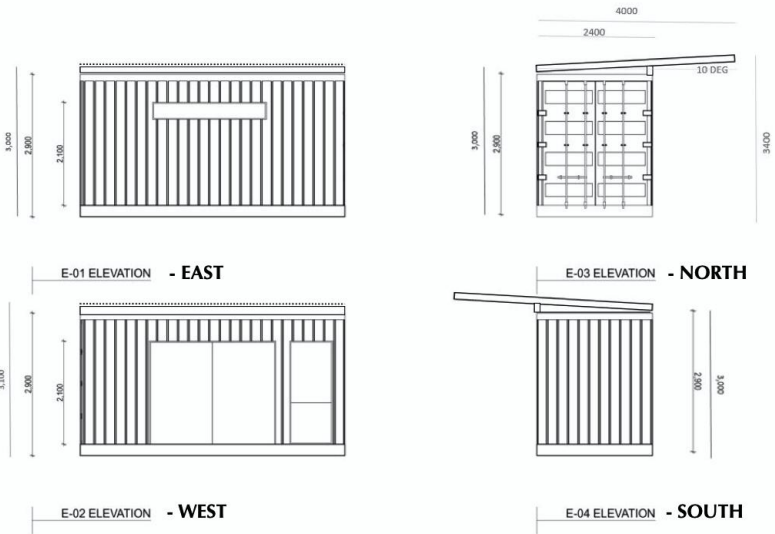 4000
2400
10 DEG
3,000
2,900
2,100
3,000
2,900
3400
E-01 ELEVATION - EAST
E-03 ELEVATION - NORTH
3,100
2,900
2,100
2,900
3,000
E-02 ELEVATION - WEST
E-04 ELEVATION - SOUTH